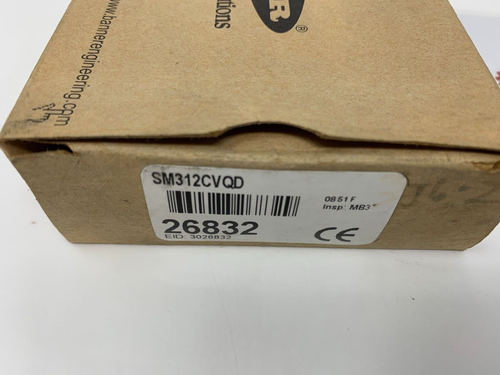 www.bannerengineering.com
R®
SM312CVQD
0851F
Insp: MB3
26832
EID: 3026832
CE